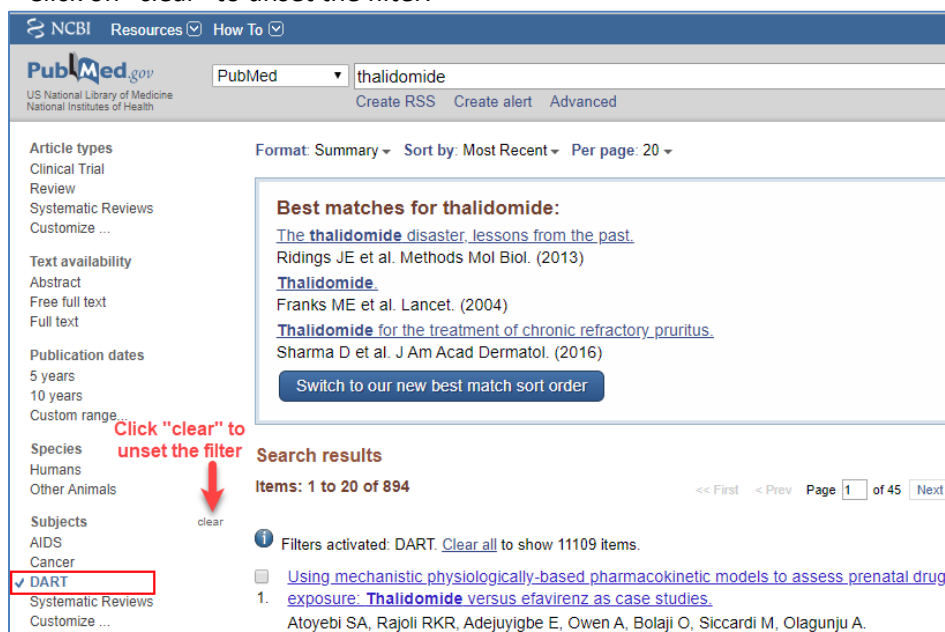 Click on "clear" to unset the filter.
NCBI Resources How To
PubMed.gov
US National Library of Medicine
National Institutes of Health
PubMed
thalidomide
Create RSS Create alert Advanced
Article types
Clinical Trial
Review
Systematic Reviews
Customize ...
Text availability
Abstract
Free full text
Full text
Publication dates
5 years
10 years
Custom range...
Species
Humans
Other Animals
Subjects
clear
AIDS
Cancer
DART
Systematic Reviews
Customize ...
Click "clear" to
unset the filter
Format: Summary Sort by: Most Recent Per page: 20
Best matches for thalidomide:
The thalidomide disaster, lessons from the past.
Ridings JE et al. Methods Mol Biol. (2013)
Thalidomide.
Franks ME et al. Lancet. (2004)
Thalidomide for the treatment of chronic refractory pruritus.
Sharma D et al. J Am Acad Dermatol. (2016)
Switch to our new best match sort order
Search results
Items: 1 to 20 of 894
<< First < Prev Page 1 of 45 Next
Filters activated: DART. Clear all to show 11109 items.
Using mechanistic physiologically-based pharmacokinetic models to assess prenatal drug
1. exposure: Thalidomide versus efavirenz as case studies.
Atoyebi SA, Rajoli RKR, Adejuyigbe E, Owen A, Bolaji O, Siccardi M, Olagunju A.